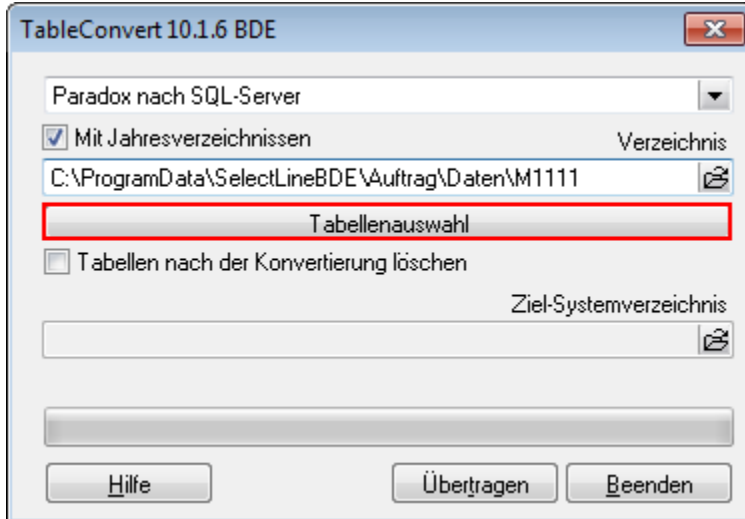 TableConvert 10.1.6 BDE
Paradox nach SQL-Server
Mit Jahresverzeichnissen Verzeichnis
C:\ProgramData\SelectLineBDE\Auftrag\Daten\M1111
Tabellenauswahl
Tabellen nach der Konvertierung löschen
Ziel-Systemverzeichnis
Hilfe Übertragen Beenden